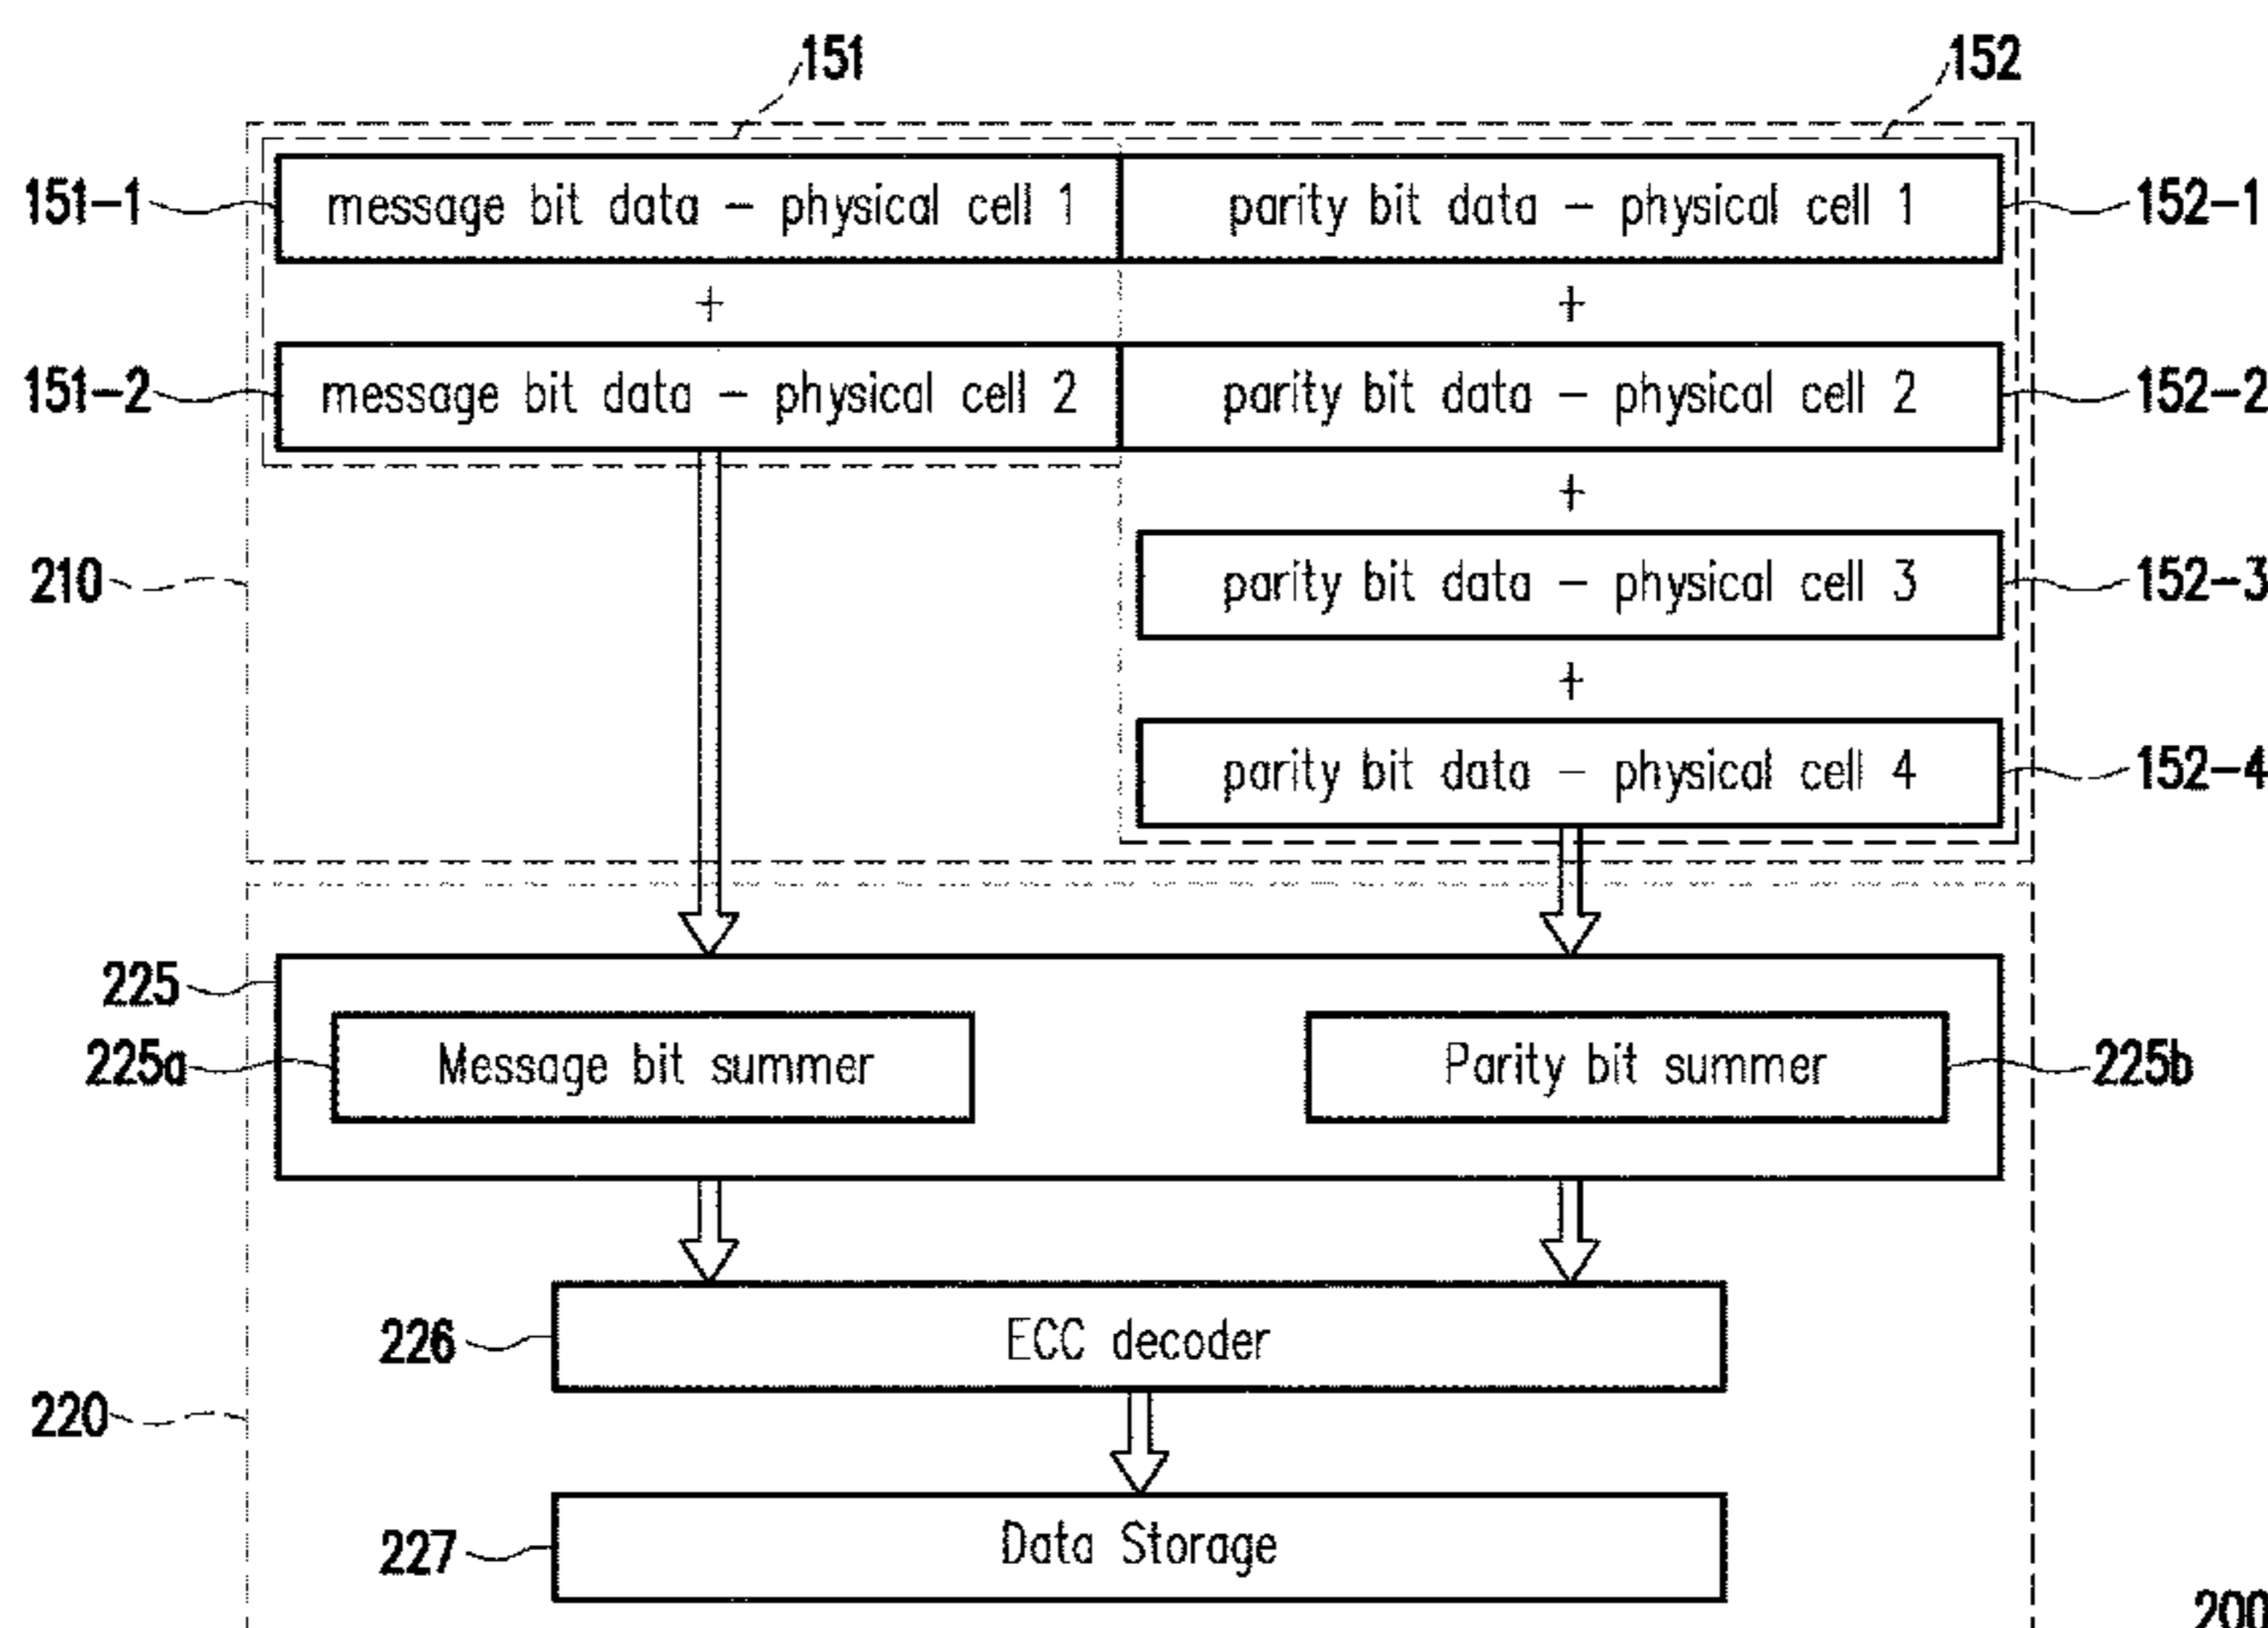 151 152
151-1 message bit data - physical cell 1 parity bit data - physical cell 1 152-1
+ +
151-2 message bit data - physical cell 2 parity bit data - physical cell 2 152-2
+
210 parity bit data - physical cell 3 152-3
+
parity bit data - physical cell 4 152-4
225
225a Message bit summer Parity bit summer 225b
226 ECC decoder
220
227 Data Storage
200